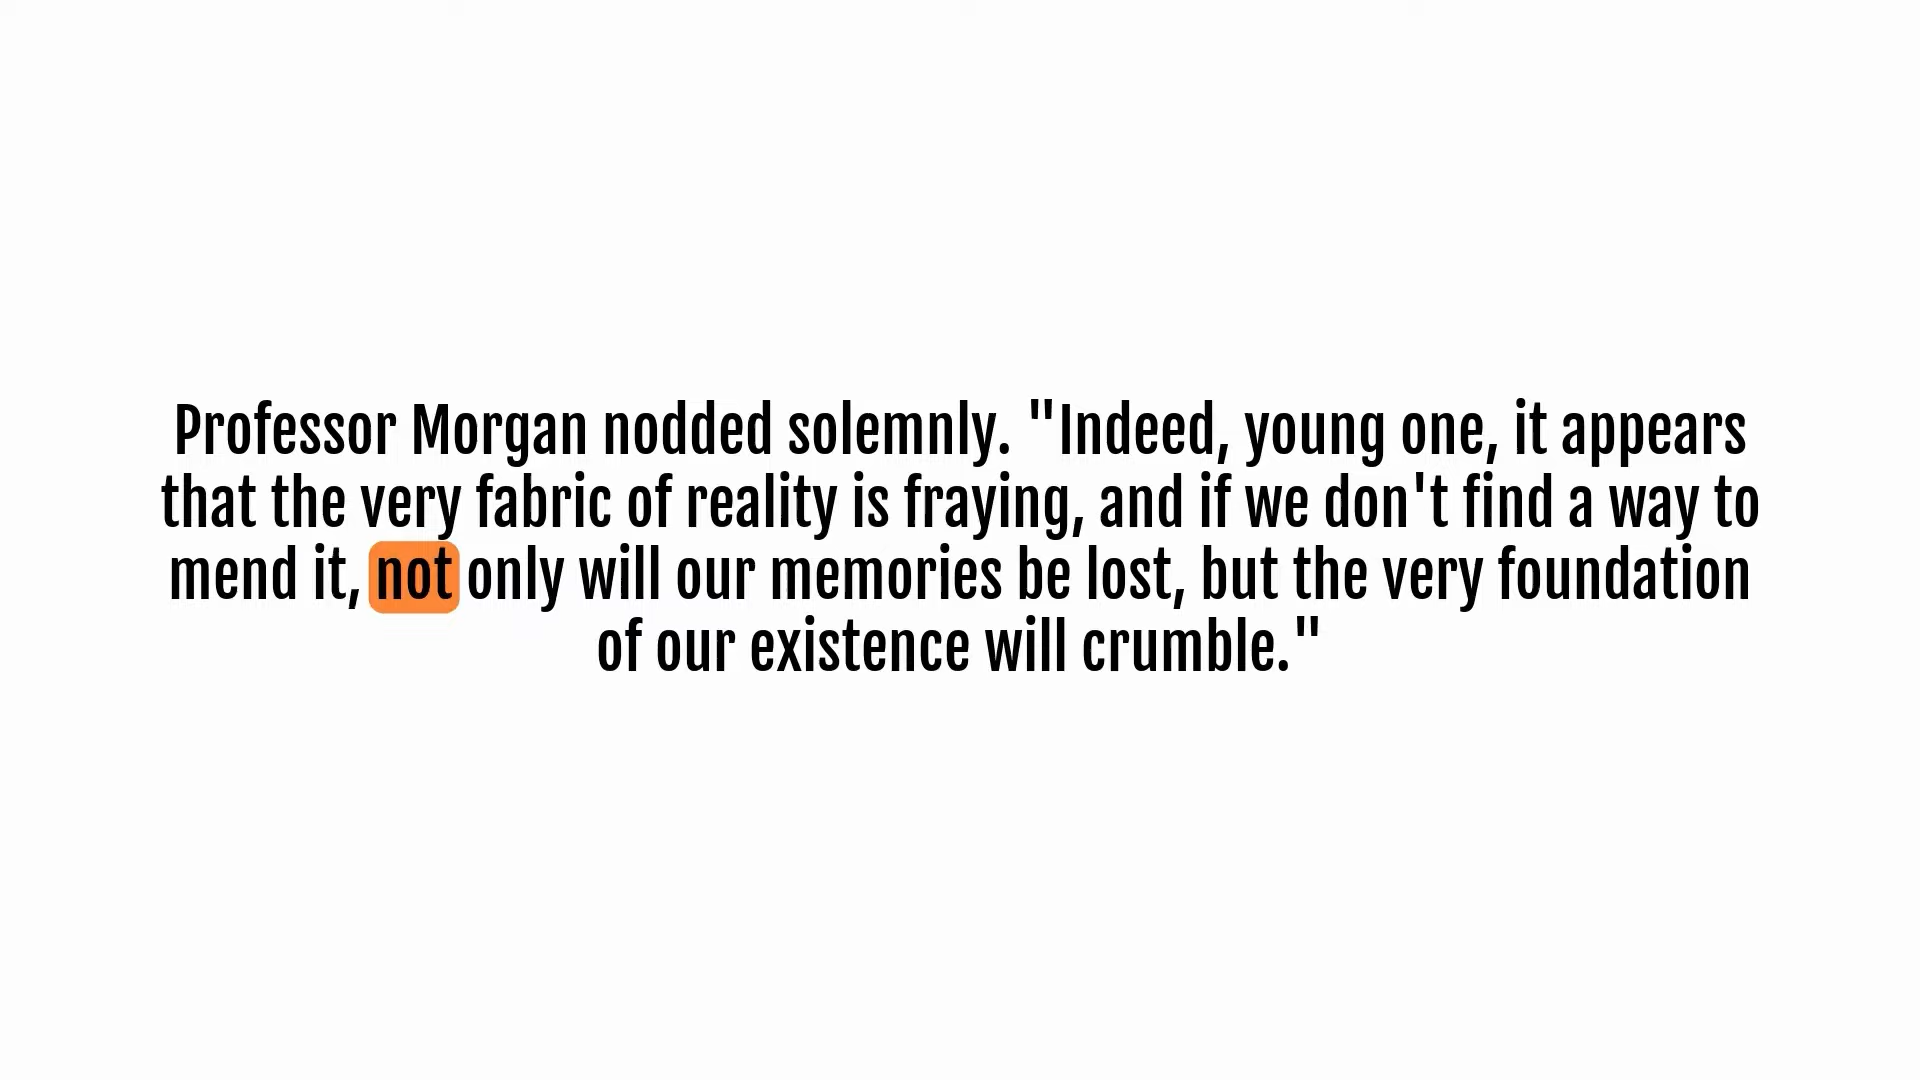 Professor Morgan nodded solemnly. "Indeed, young one, it appears
that the very fabric of reality is fraying, and if we don't find a way to
mend it, not only will our memories be lost, but the very foundation
of our existence will crumble."